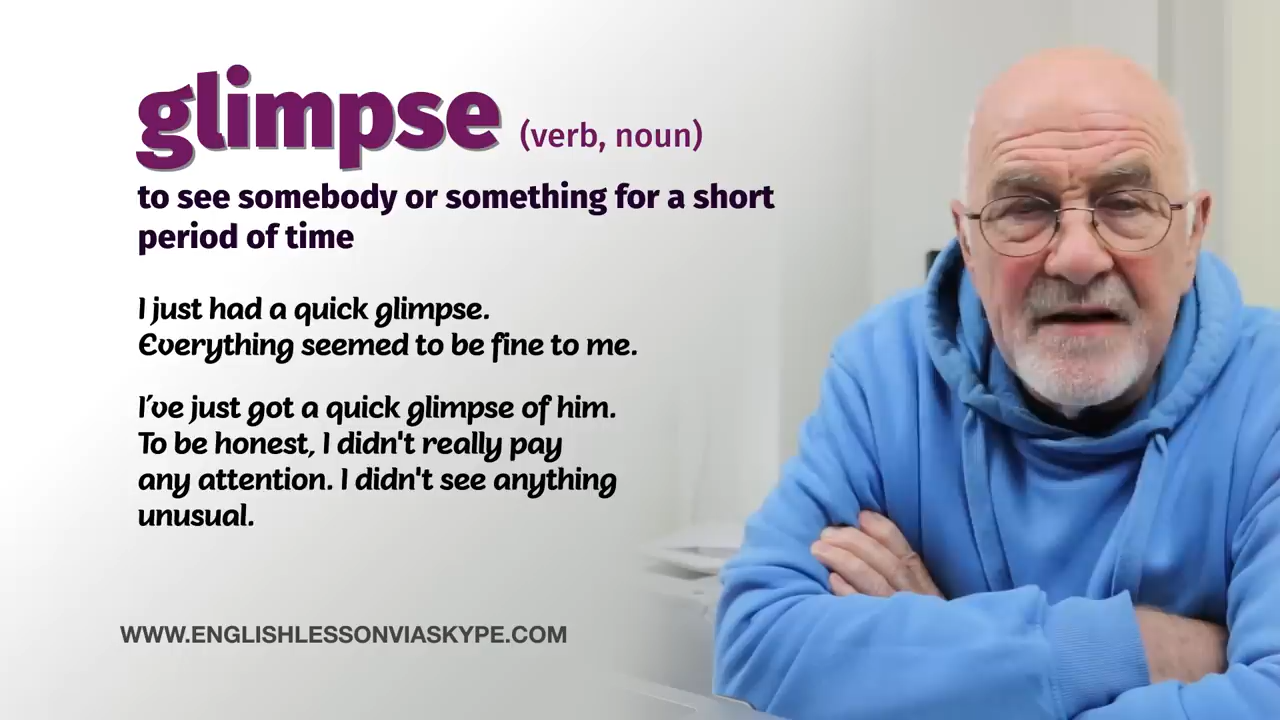 glimpse (verb, noun)
to see somebody or something for a short
period of time
I just had a quick glimpse.
Everything seemed to be fine to me.
I've just got a quick glimpse of him.
To be honest, I didn't really pay
any attention. I didn't see anything
unusual.
WWW.ENGLISHLESSONVIASKYPE.COM